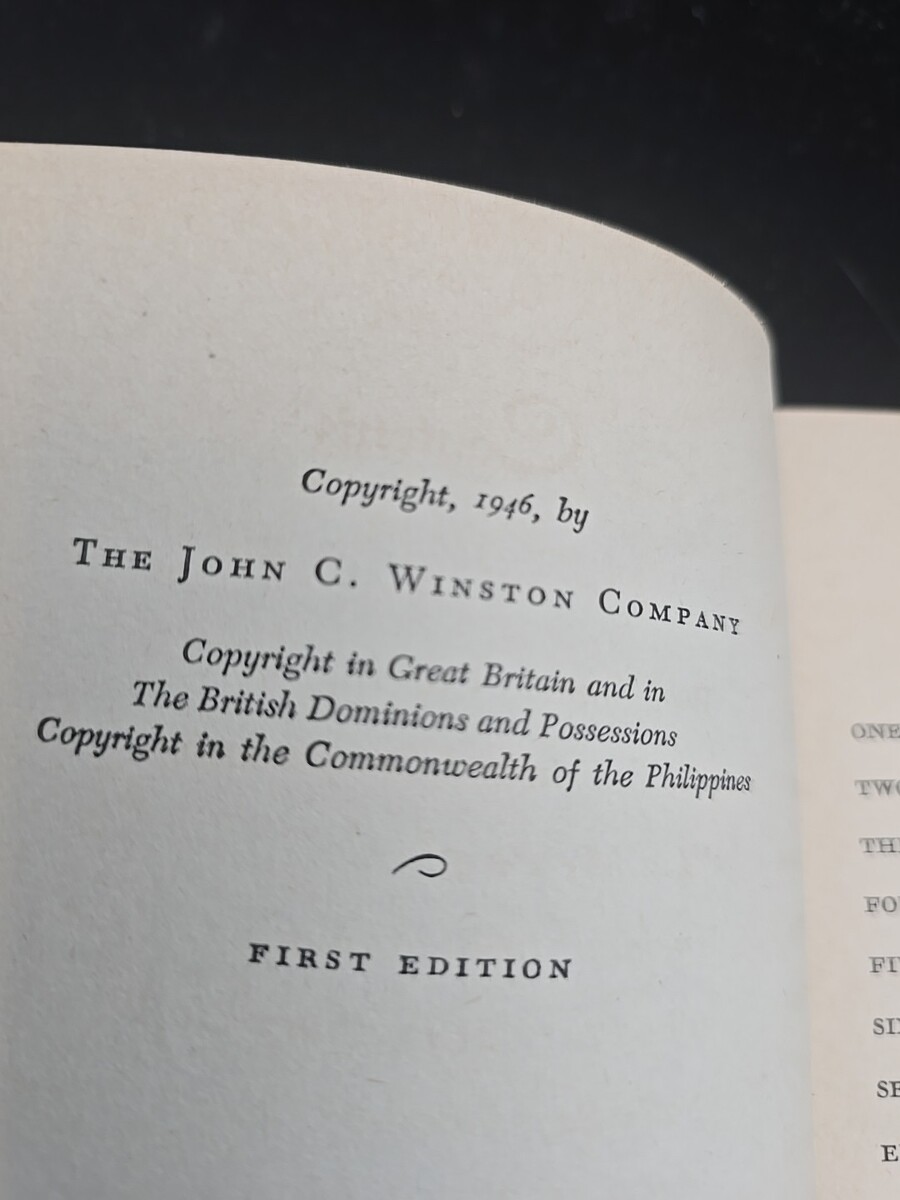 Copyright, 1946, by
THE JOHN C. WINSTON COMPANY
Copyright in Great Britain and in
The British Dominions and Possessions
Copyright in the Commonwealth of the Philippines
FIRST EDITION
ONE